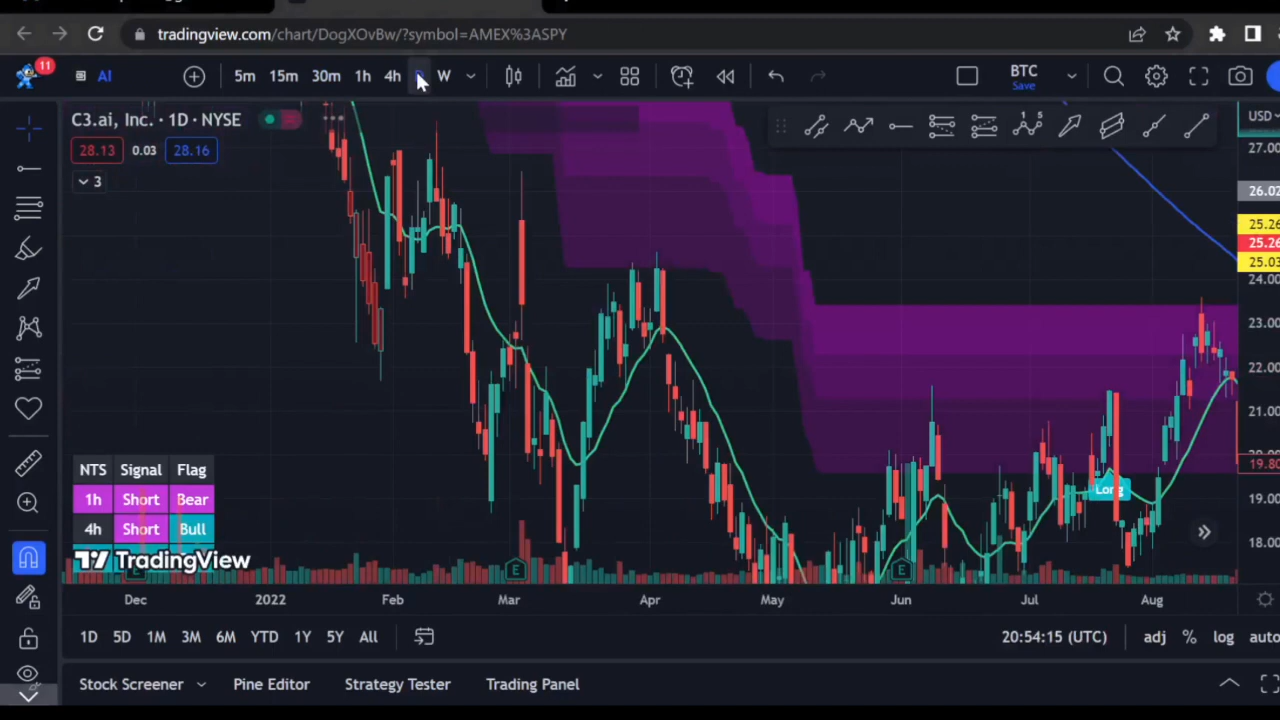 tradingview.com/chart/DogXOvBw/?symbol=AMEX%3ASPY
11
AI
5m 15m 30m 1h 4h W
BTC
Save
C3.ai, Inc. · 1D · NYSE
USD
28.13 0.03 28.16
3
1 5
27.00
26.02
25.26
25.26
25.03
24.00
23.00
22.00
21.00
19.80
19.00
18.00
Long
NTS Signal Flag
1h Short Bear
4h Short Bull
TradingView
E E E
Dec 2022 Feb Mar Apr May Jun Jul Aug
1D 5D 1M 3M 6M YTD 1Y 5Y All
20:54:15 (UTC) adj % log auto
Stock Screener Pine Editor Strategy Tester Trading Panel